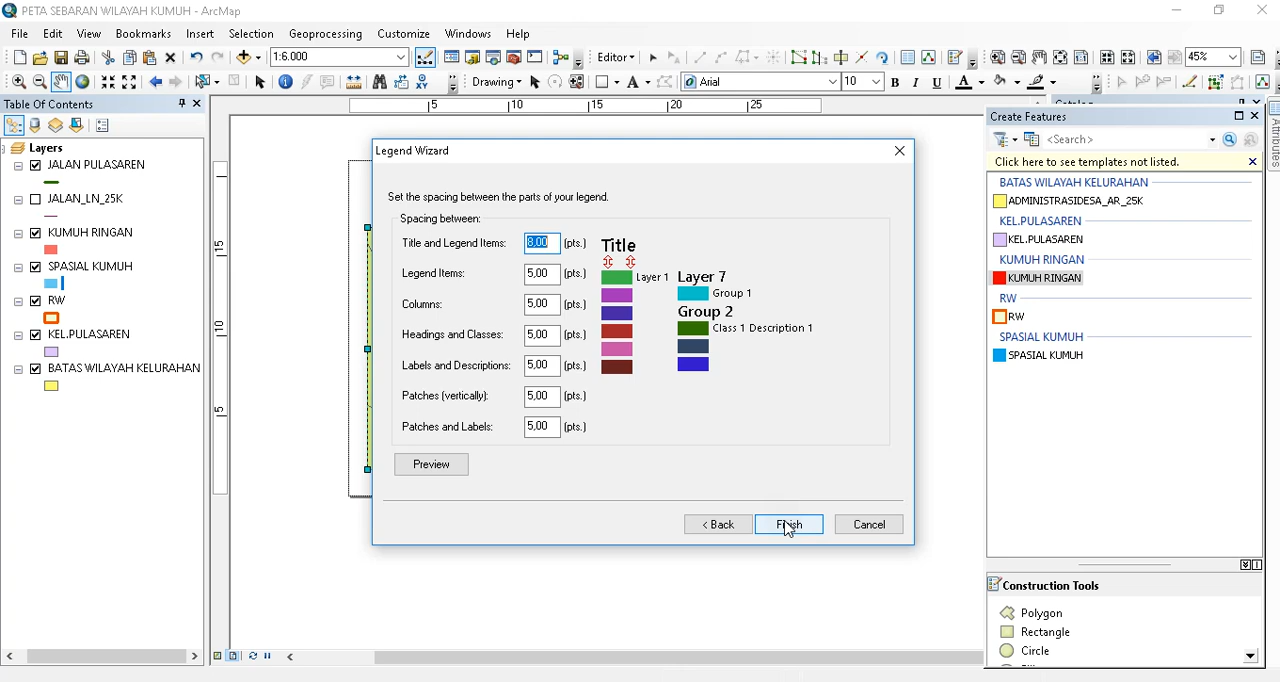 PETA SEBARAN WILAYAH KUMUH - ArcMap
File Edit View Bookmarks Insert Selection Geoprocessing Customize Windows Help
1:6.000 Editor 45%
Drawing A Arial 10 B I U A
Table Of Contents
Layers
JALAN PULASAREN
JALAN_LN_25K
KUMUH RINGAN
SPASIAL KUMUH
RW
KEL.PULASAREN
BATAS WILAYAH KELURAHAN
5 10 15 20 25
15
10
5
Legend Wizard
Set the spacing between the parts of your legend.
Spacing between:
Title and Legend Items: 8,00 (pts.)
Legend Items: 5,00 (pts.)
Columns: 5,00 (pts.)
Headings and Classes: 5,00 (pts.)
Labels and Descriptions: 5,00 (pts.)
Patches (vertically): 5,00 (pts.)
Patches and Labels: 5,00 (pts.)
Title
Layer 1
Layer 7
Group 1
Group 2
Class 1 Description 1
Preview
< Back Finish Cancel
Create Features
<Search>
Click here to see templates not listed.
BATAS WILAYAH KELURAHAN
ADMINISTRASIDESA_AR_25K
KEL.PULASAREN
KEL.PULASAREN
KUMUH RINGAN
KUMUH RINGAN
RW
RW
SPASIAL KUMUH
SPASIAL KUMUH
Construction Tools
Polygon
Rectangle
Circle
Attributes